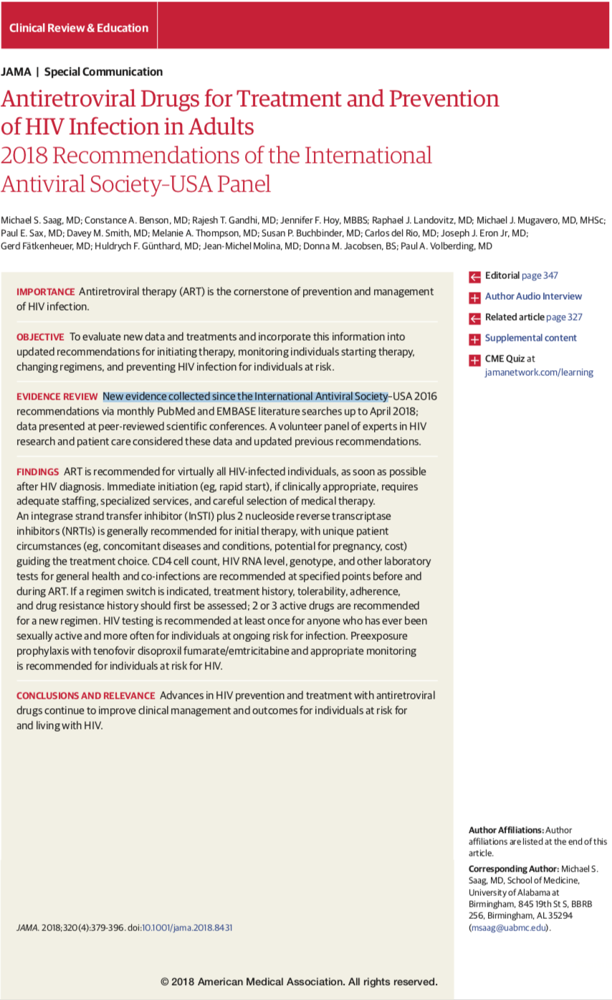 Clinical Review & Education
JAMA | Special Communication
Antiretroviral Drugs for Treatment and Prevention
of HIV Infection in Adults
2018 Recommendations of the International
Antiviral Society–USA Panel
Michael S. Saag, MD; Constance A. Benson, MD; Rajesh T. Gandhi, MD; Jennifer F. Hoy, MBBS; Raphael J. Landovitz, MD; Michael J. Mugavero, MD, MHSc;
Paul E. Sax, MD; Davey M. Smith, MD; Melanie A. Thompson, MD; Susan P. Buchbinder, MD; Carlos del Rio, MD; Joseph J. Eron Jr, MD;
Gerd Fätkenheuer, MD; Huldrych F. Günthard, MD; Jean-Michel Molina, MD; Donna M. Jacobsen, BS; Paul A. Volberding, MD
IMPORTANCE Antiretroviral therapy (ART) is the cornerstone of prevention and management
of HIV infection.
OBJECTIVE To evaluate new data and treatments and incorporate this information into
updated recommendations for initiating therapy, monitoring individuals starting therapy,
changing regimens, and preventing HIV infection for individuals at risk.
EVIDENCE REVIEW New evidence collected since the International Antiviral Society–USA 2016
recommendations via monthly PubMed and EMBASE literature searches up to April 2018;
data presented at peer-reviewed scientific conferences. A volunteer panel of experts in HIV
research and patient care considered these data and updated previous recommendations.
FINDINGS ART is recommended for virtually all HIV-infected individuals, as soon as possible
after HIV diagnosis. Immediate initiation (eg, rapid start), if clinically appropriate, requires
adequate staffing, specialized services, and careful selection of medical therapy.
An integrase strand transfer inhibitor (InSTI) plus 2 nucleoside reverse transcriptase
inhibitors (NRTIs) is generally recommended for initial therapy, with unique patient
circumstances (eg, concomitant diseases and conditions, potential for pregnancy, cost)
guiding the treatment choice. CD4 cell count, HIV RNA level, genotype, and other laboratory
tests for general health and co-infections are recommended at specified points before and
during ART. If a regimen switch is indicated, treatment history, tolerability, adherence,
and drug resistance history should first be assessed; 2 or 3 active drugs are recommended
for a new regimen. HIV testing is recommended at least once for anyone who has ever been
sexually active and more often for individuals at ongoing risk for infection. Preexposure
prophylaxis with tenofovir disoproxil fumarate/emtricitabine and appropriate monitoring
is recommended for individuals at risk for HIV.
CONCLUSIONS AND RELEVANCE Advances in HIV prevention and treatment with antiretroviral
drugs continue to improve clinical management and outcomes for individuals at risk for
and living with HIV.
JAMA. 2018;320(4):379-396. doi:10.1001/jama.2018.8431
Editorial page 347
Author Audio Interview
Related article page 327
Supplemental content
CME Quiz at
jamanetwork.com/learning
Author Affiliations: Author
affiliations are listed at the end of this
article.
Corresponding Author: Michael S.
Saag, MD, School of Medicine,
University of Alabama at
Birmingham, 845 19th St S, BBRB
256, Birmingham, AL 35294
(msaag@uabmc.edu).
© 2018 American Medical Association. All rights reserved.